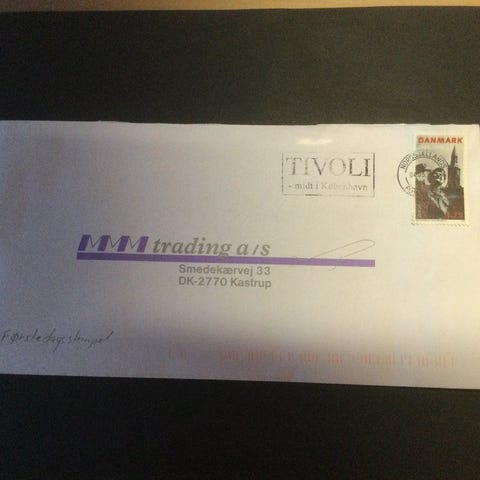 TIVOLI
- midt i København
DANMARK
MMM trading a/s
Smedekærvej 33
DK-2770 Kastrup
Førstedagsstempel